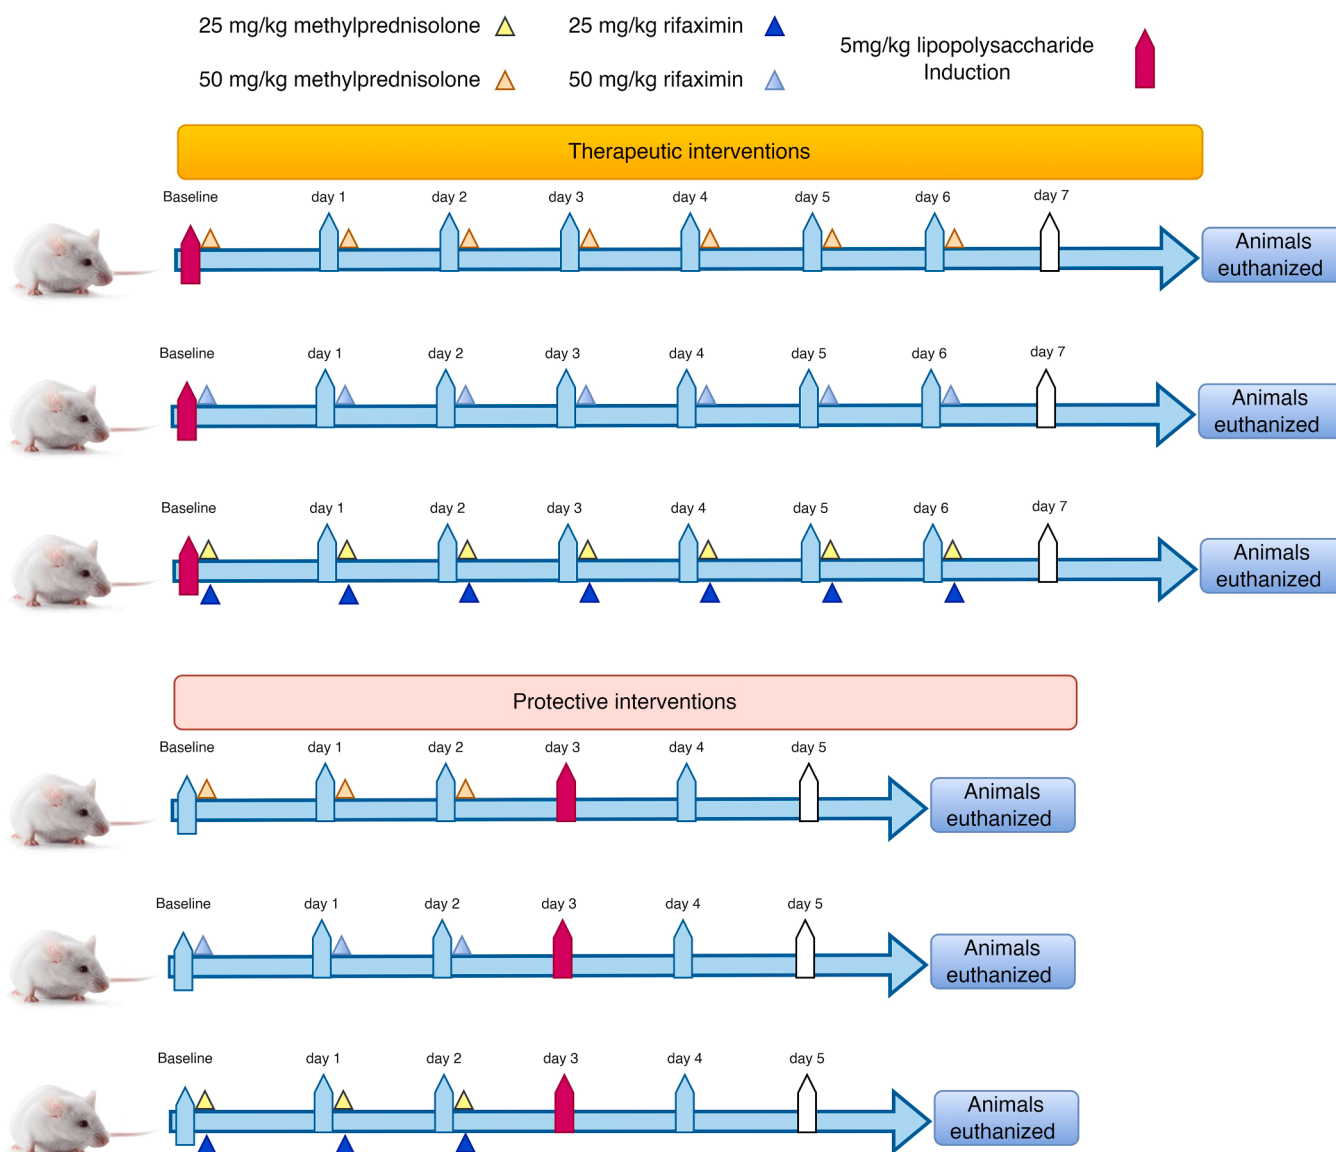 25 mg/kg methylprednisolone
25 mg/kg rifaximin
50 mg/kg methylprednisolone
50 mg/kg rifaximin
5mg/kg lipopolysaccharide
Induction
Therapeutic interventions
Baseline day 1 day 2 day 3 day 4 day 5 day 6 day 7
Animals
euthanized
Baseline day 1 day 2 day 3 day 4 day 5 day 6 day 7
Animals
euthanized
Baseline day 1 day 2 day 3 day 4 day 5 day 6 day 7
Animals
euthanized
Protective interventions
Baseline day 1 day 2 day 3 day 4 day 5
Animals
euthanized
Baseline day 1 day 2 day 3 day 4 day 5
Animals
euthanized
Baseline day 1 day 2 day 3 day 4 day 5
Animals
euthanized